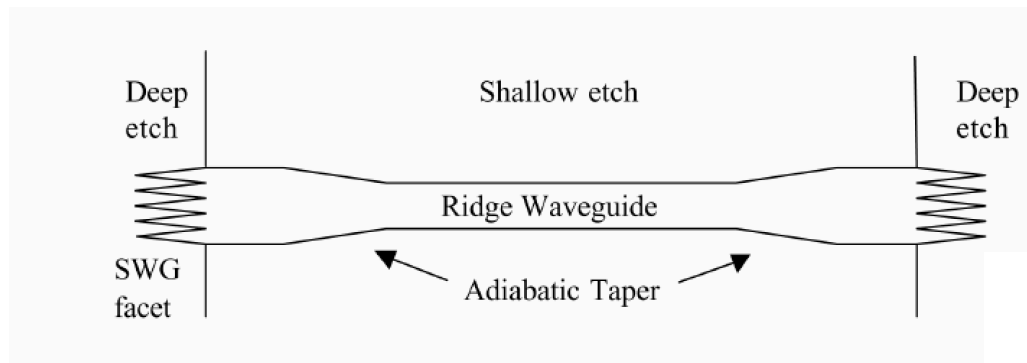 Deep
etch
Shallow etch
Deep
etch
Ridge Waveguide
SWG
facet
Adiabatic Taper